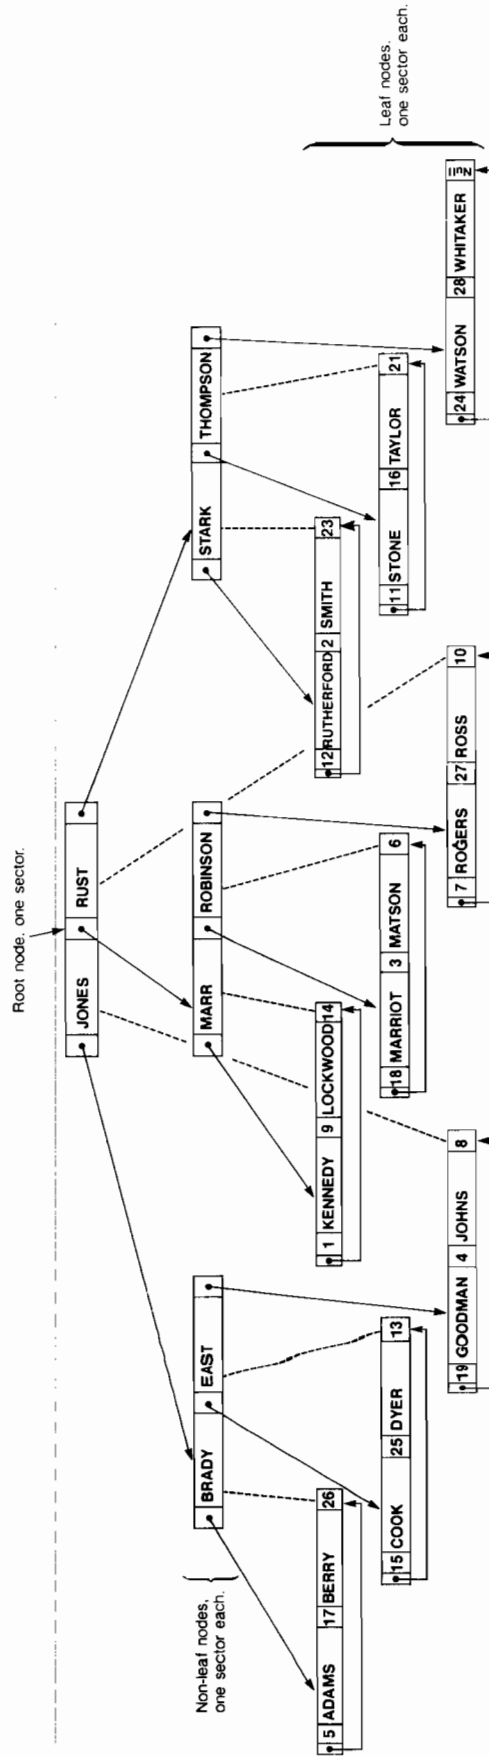 Root node, one sector.
JONES RUST
Non-leaf nodes,
one sector each.
BRADY EAST
MARR ROBINSON
STARK THOMPSON
Leaf nodes.
one sector each.
5 ADAMS 17 BERRY 26
1 KENNEDY 9 LOCKWOOD 14
12 RUTHERFORD 2 SMITH 23
15 COOK 25 DYER 13
18 MARRIOT 3 MATSON 6
11 STONE 16 TAYLOR 21
19 GOODMAN 4 JOHNS 8
7 ROGERS 27 ROSS 10
24 WATSON 28 WHITAKER Null